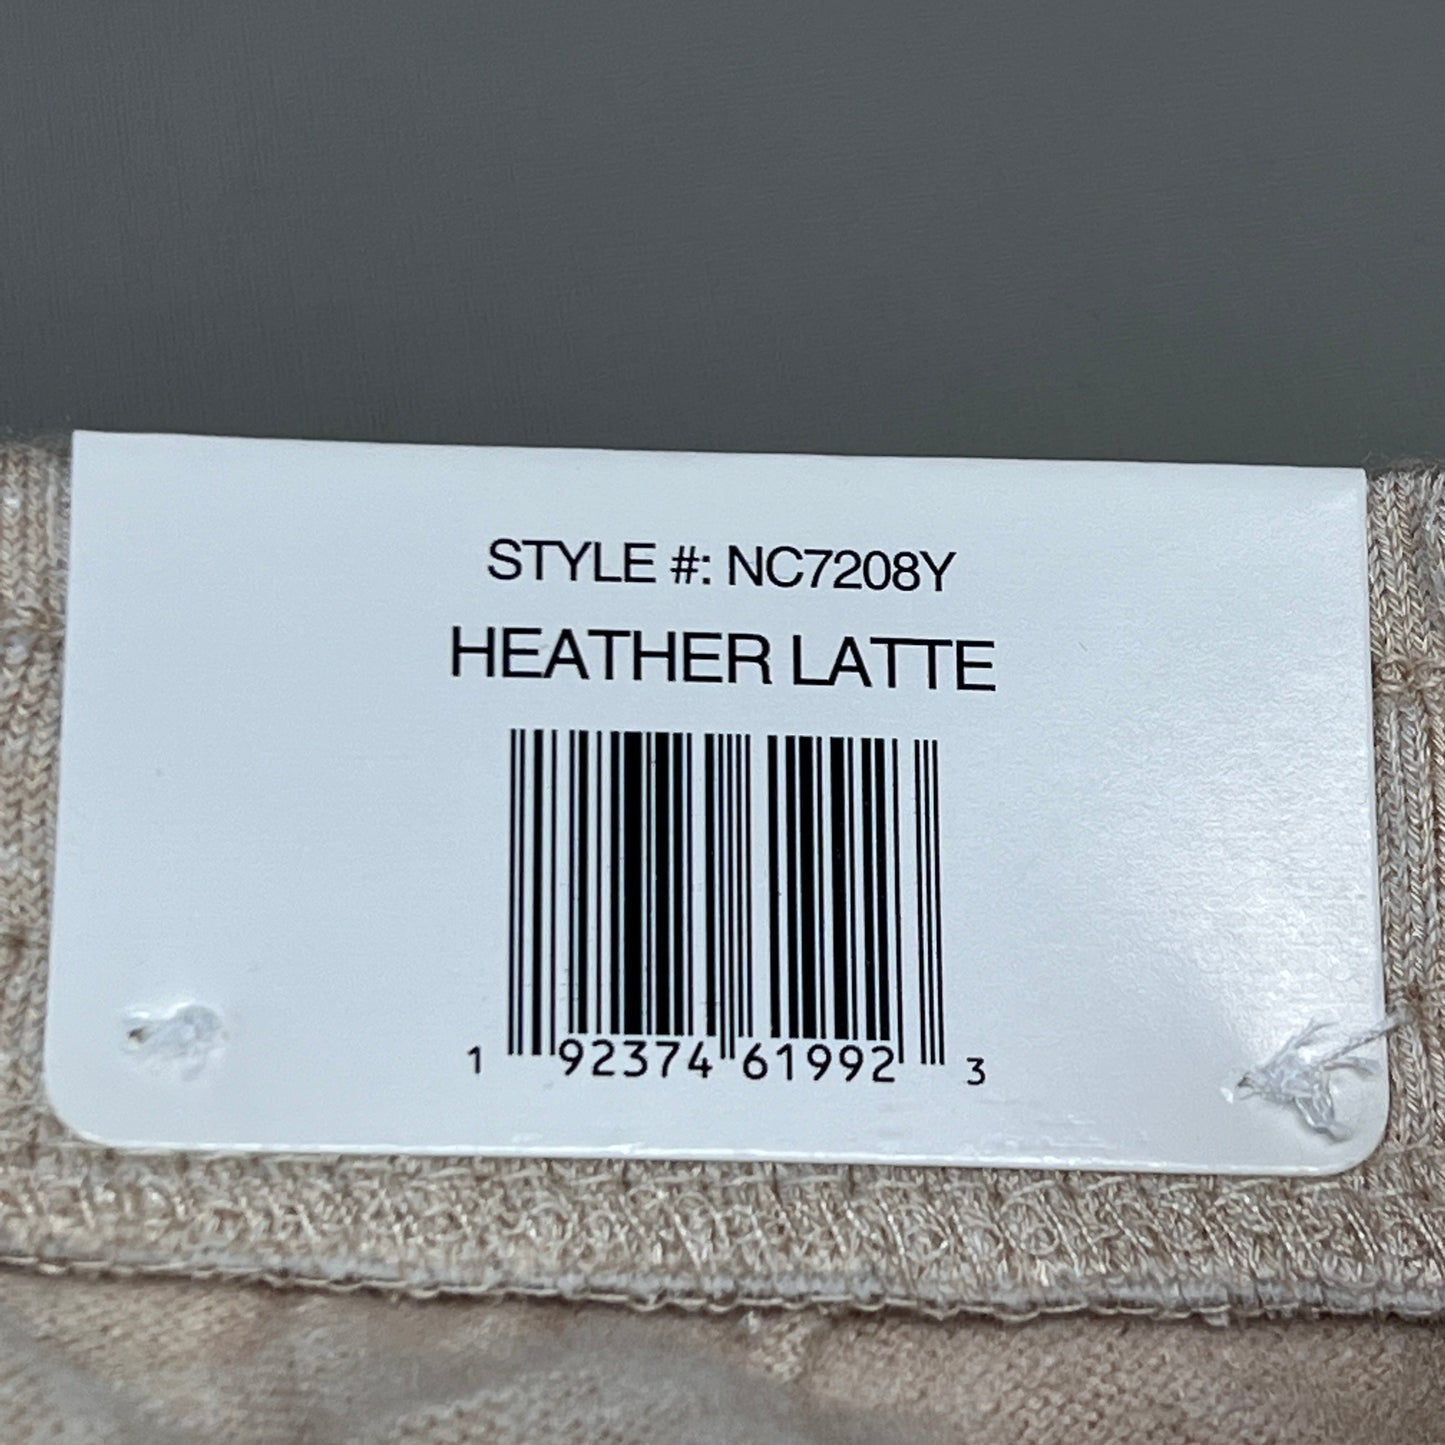 STYLE #: NC7208Y
HEATHER LATTE
1 92374 61992 3